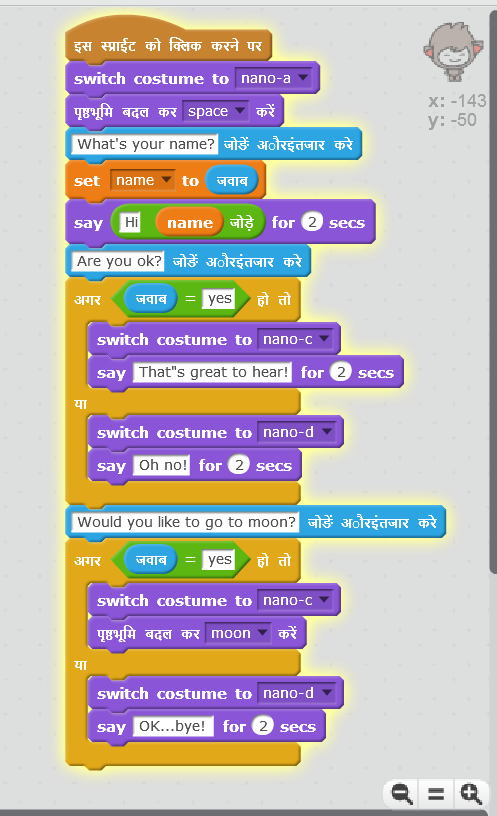 इस स्प्राईट को क्लिक करने पर
switch costume to nano-a
पृष्ठभूमि बदल कर space करें
What's your name? जोडें अौरइंतजार करे
set name to जवाब
say Hi name जोड़े for 2 secs
Are you ok? जोडें अौरइंतजार करे
अगर जवाब = yes हो तो
switch costume to nano-c
say That"s great to hear! for 2 secs
या
switch costume to nano-d
say Oh no! for 2 secs
Would you like to go to moon? जोडें अौरइंतजार करे
अगर जवाब = yes हो तो
switch costume to nano-c
पृष्ठभूमि बदल कर moon करें
या
switch costume to nano-d
say OK...bye! for 2 secs
x: -143
y: -50